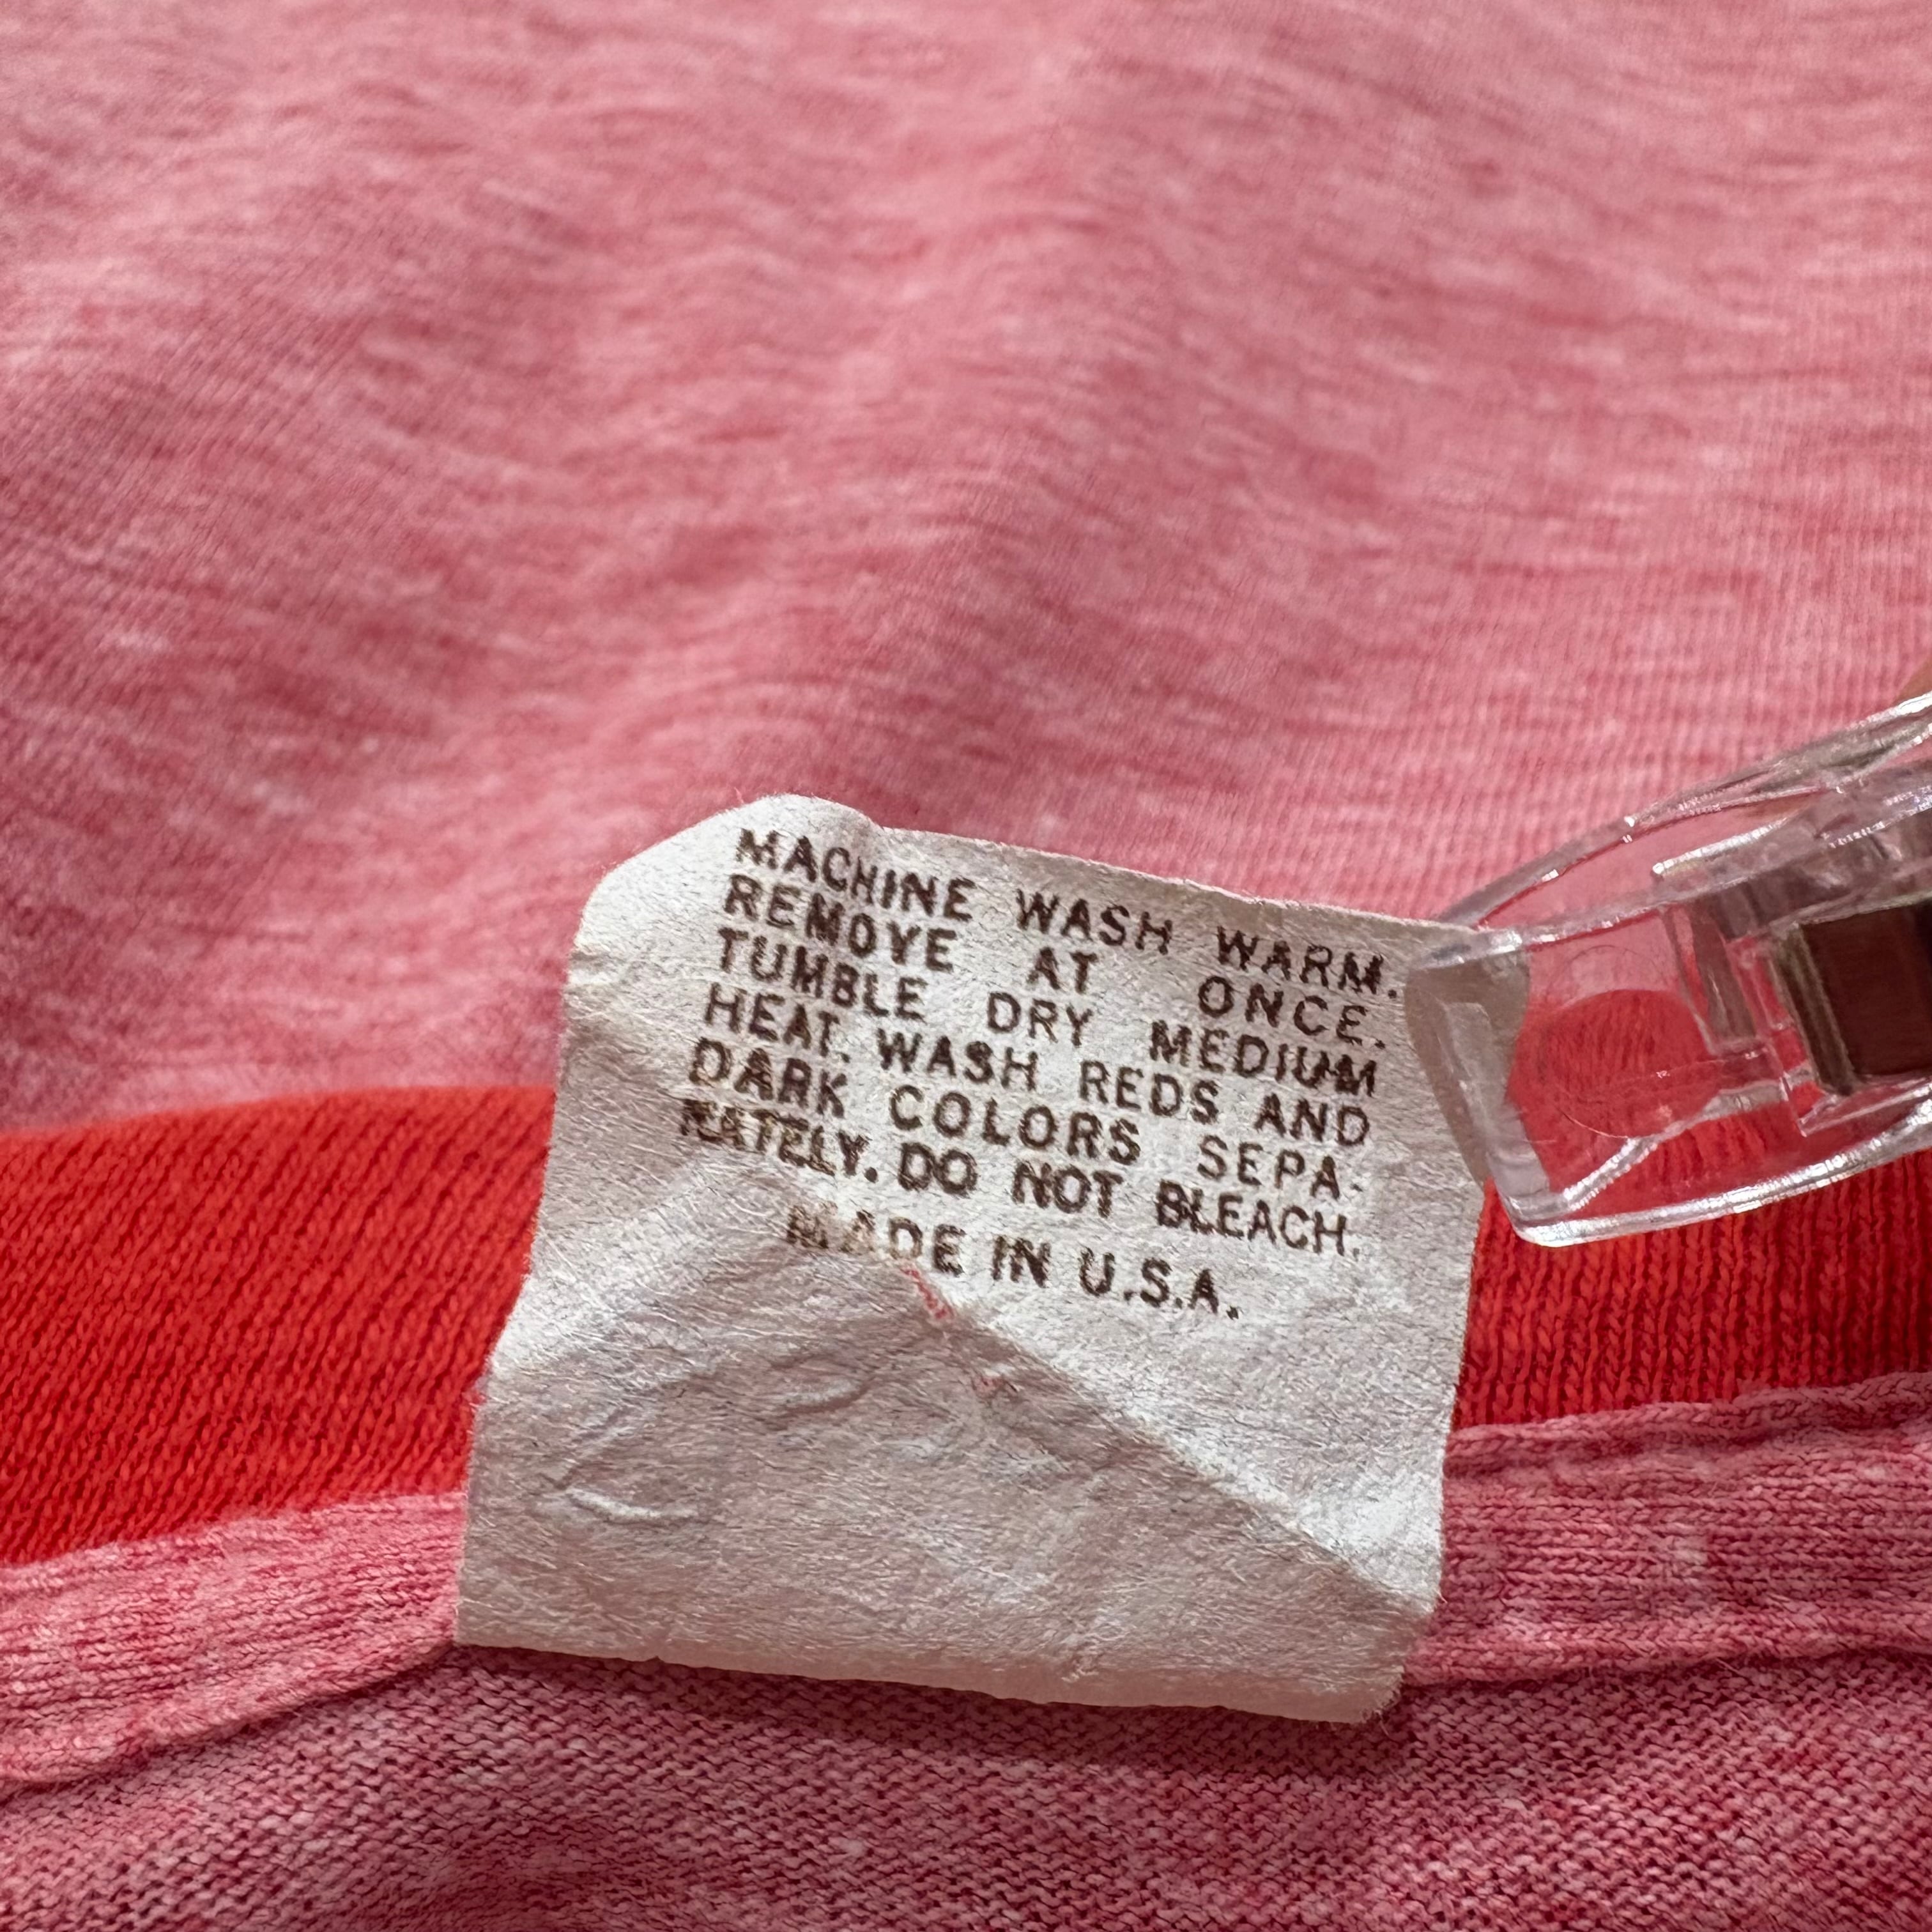 MACHINE WASH WARM.
REMOVE AT ONCE.
TUMBLE DRY MEDIUM
HEAT. WASH REDS AND
DARK COLORS SEPA-
RATELY. DO NOT BLEACH.
MADE IN U.S.A.